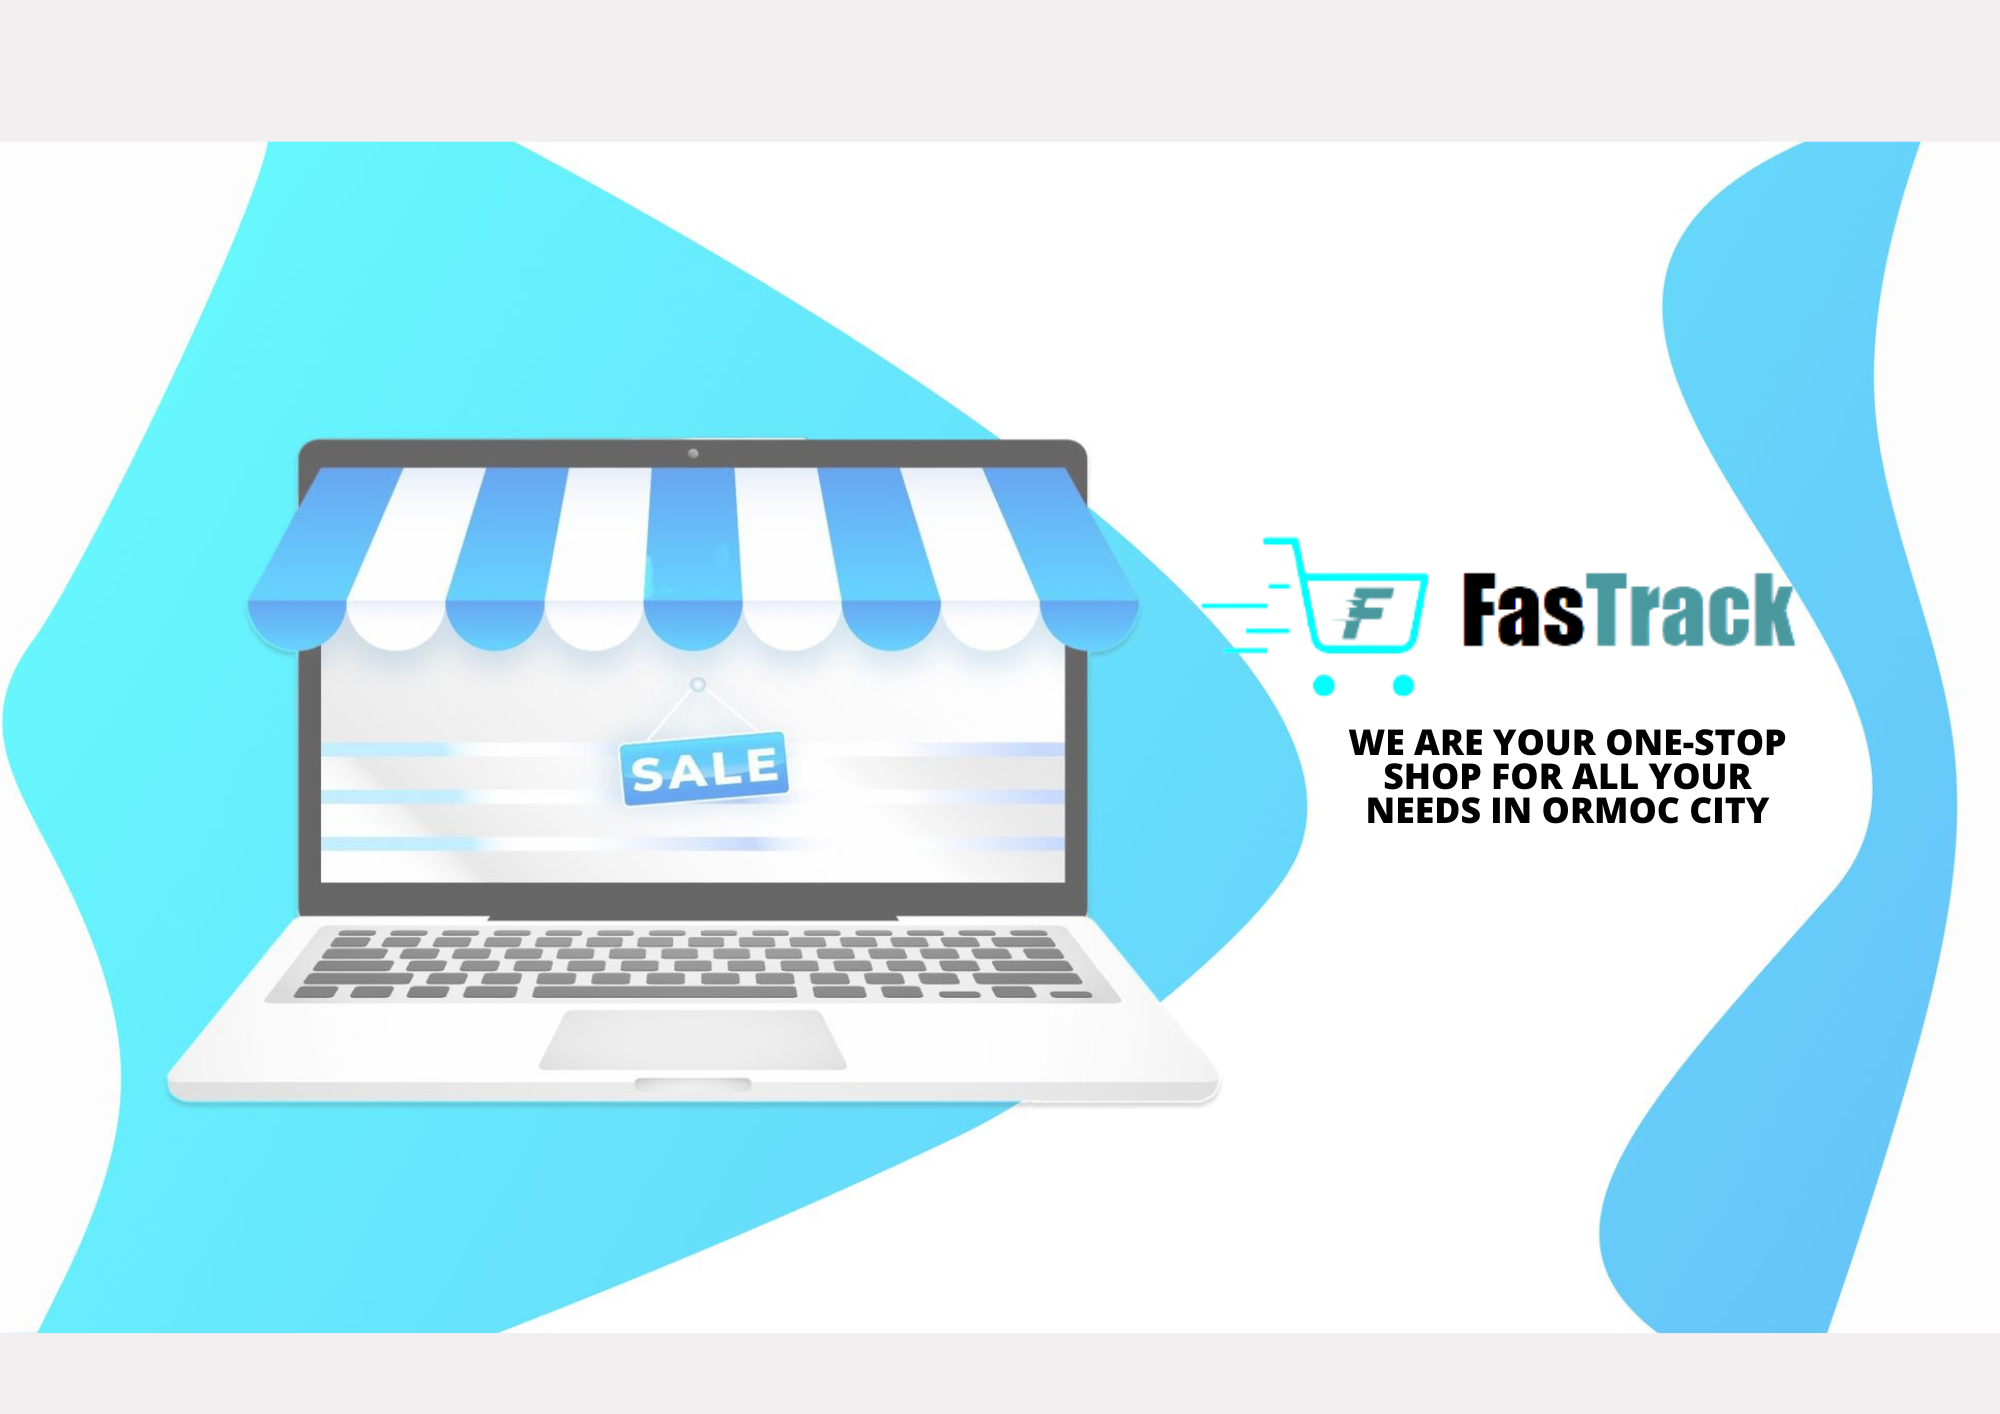 SALE
F
FasTrack
WE ARE YOUR ONE-STOP
SHOP FOR ALL YOUR
NEEDS IN ORMOC CITY